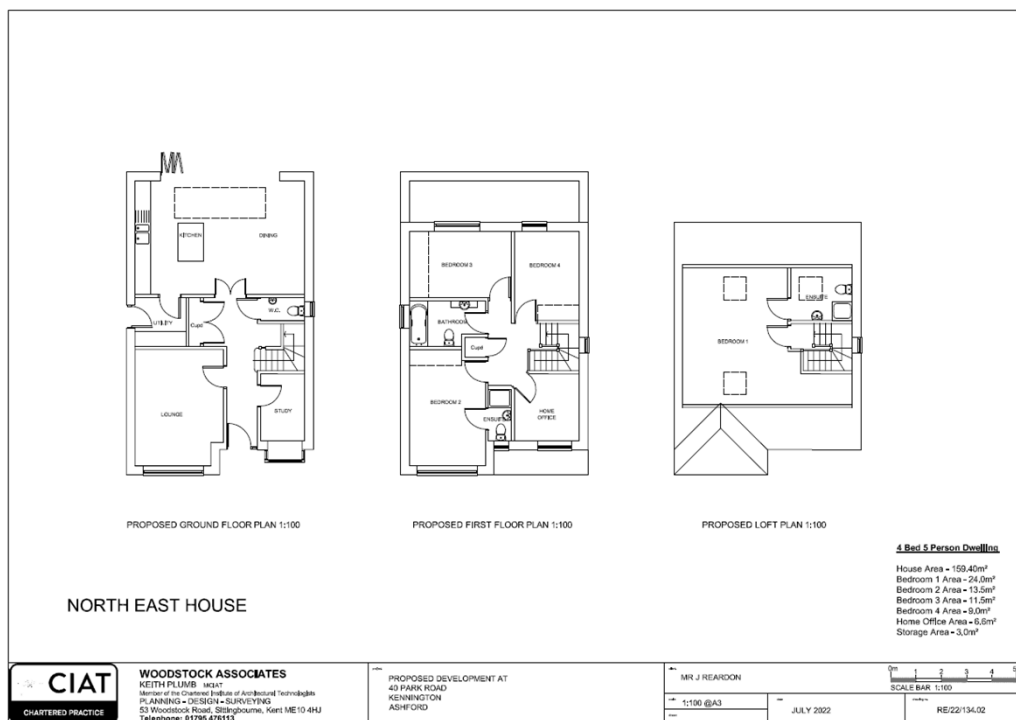 KITCHEN
DINING
UTILITY
Cupd
W.C.
LOUNGE
STUDY
BEDROOM 3
BEDROOM 4
BATHROOM
Cupd
BEDROOM 2
ENSUITE
HOME
OFFICE
ENSUITE
BEDROOM 1
PROPOSED GROUND FLOOR PLAN 1:100
PROPOSED FIRST FLOOR PLAN 1:100
PROPOSED LOFT PLAN 1:100
4 Bed 5 Person Dwelling
House Area - 159.40m²
Bedroom 1 Area - 24.0m²
Bedroom 2 Area - 13.5m²
Bedroom 3 Area - 11.5m²
Bedroom 4 Area - 9.0m²
Home Office Area - 6.6m²
Storage Area - 3.0m²
NORTH EAST HOUSE
CIAT
CHARTERED PRACTICE
WOODSTOCK ASSOCIATES
KEITH PLUMB MCIAT
Member of the Chartered Institute of Architectural Technologists
PLANNING - DESIGN - SURVEYING
53 Woodstock Road, Sittingbourne, Kent ME10 4HJ
Telephone: 01795 476113
PROPOSED DEVELOPMENT AT
40 PARK ROAD
KENNINGTON
ASHFORD
MR J REARDON
0m 1 2 3 4 5
SCALE BAR 1:100
1:100 @A3
JULY 2022
RE/22/134.02